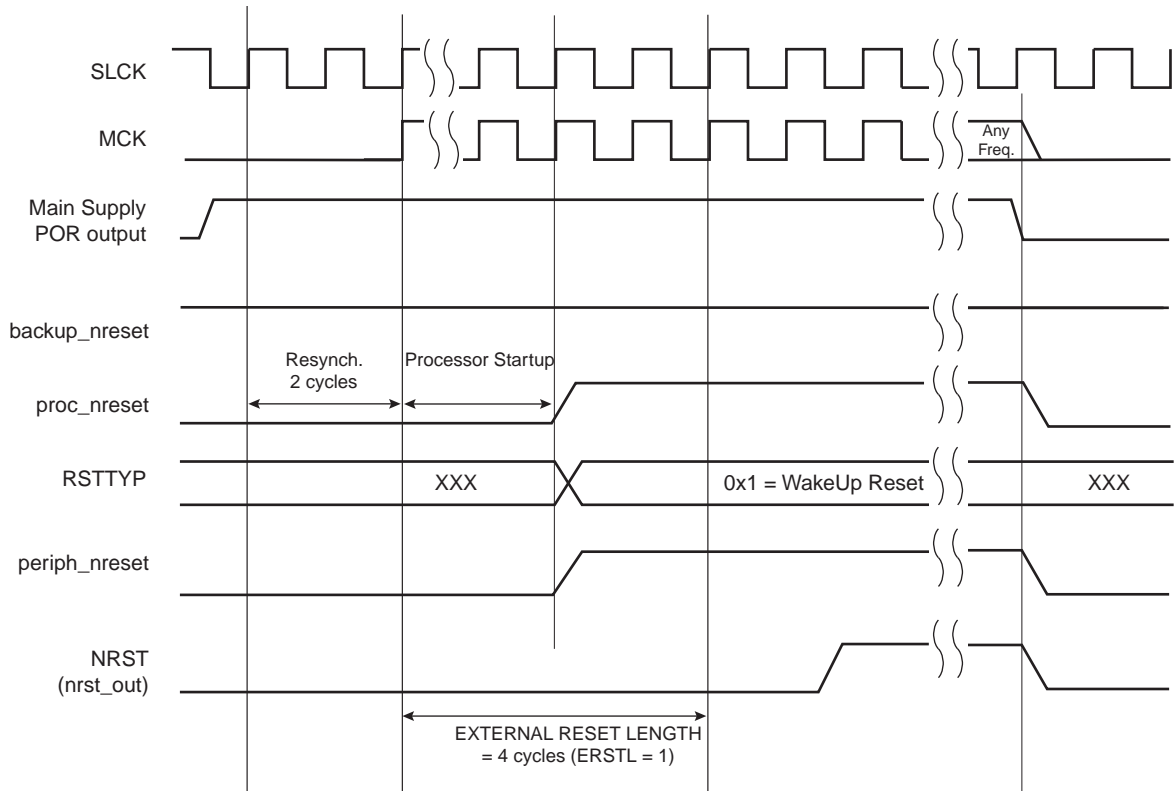 SLCK
MCK
Any
Freq.
Main Supply
POR output
backup_nreset
Resynch.
2 cycles
Processor Startup
proc_nreset
RSTTYP
XXX
0x1 = WakeUp Reset
XXX
periph_nreset
NRST
(nrst_out)
EXTERNAL RESET LENGTH
= 4 cycles (ERSTL = 1)